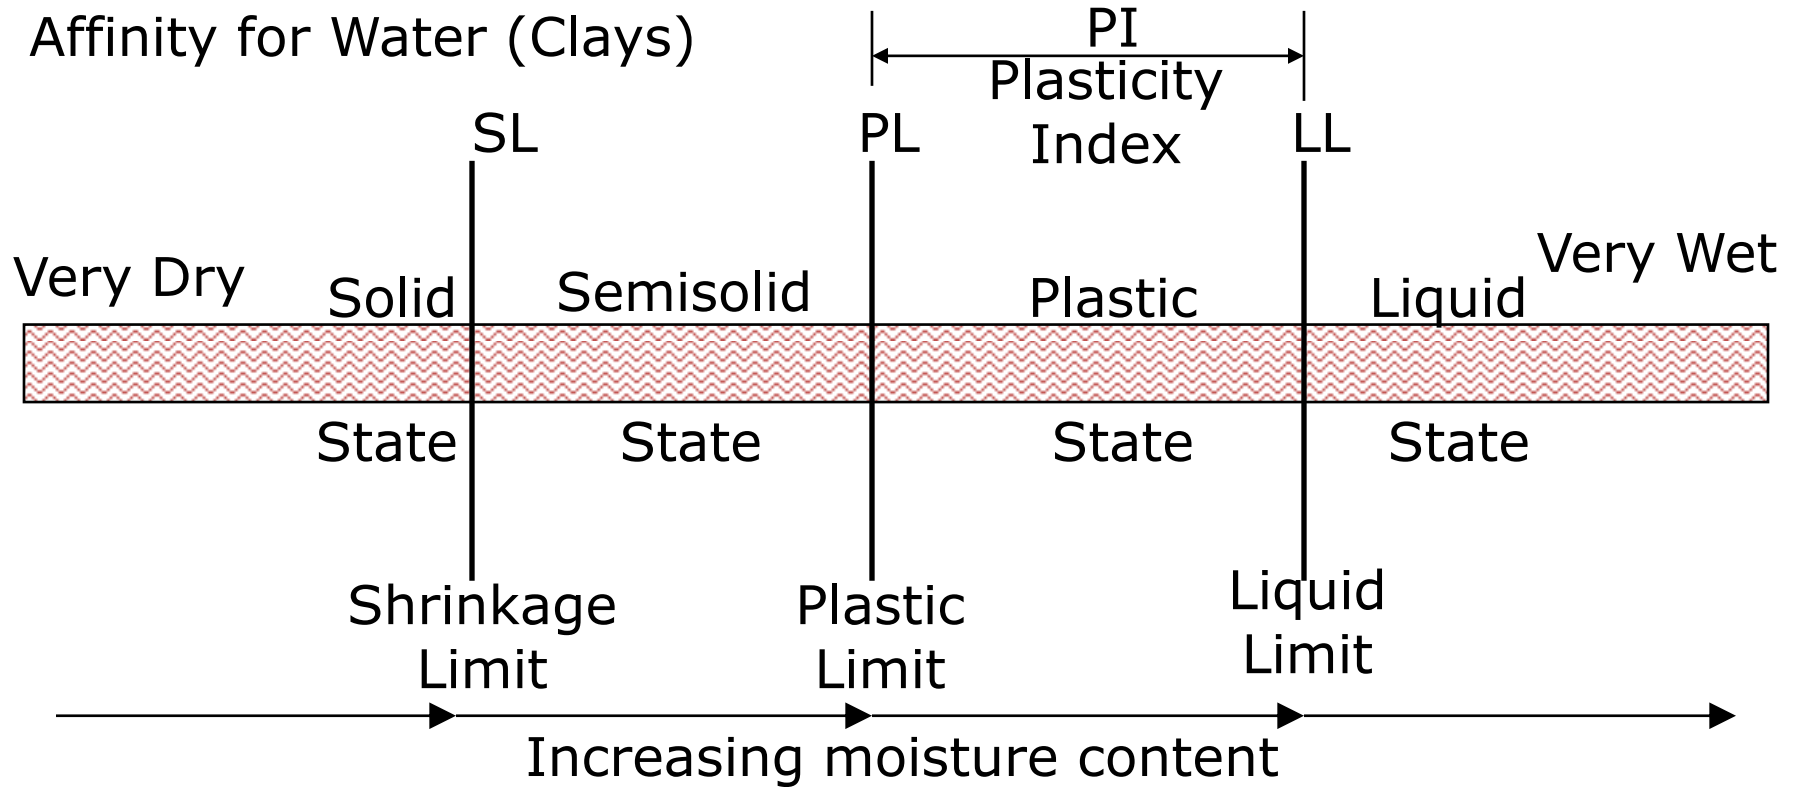 Affinity for Water (Clays)
PI
Plasticity
Index
SL
PL
LL
Very Dry
Solid
Semisolid
Plastic
Liquid
Very Wet
State
State
State
State
Shrinkage
Limit
Plastic
Limit
Liquid
Limit
Increasing moisture content